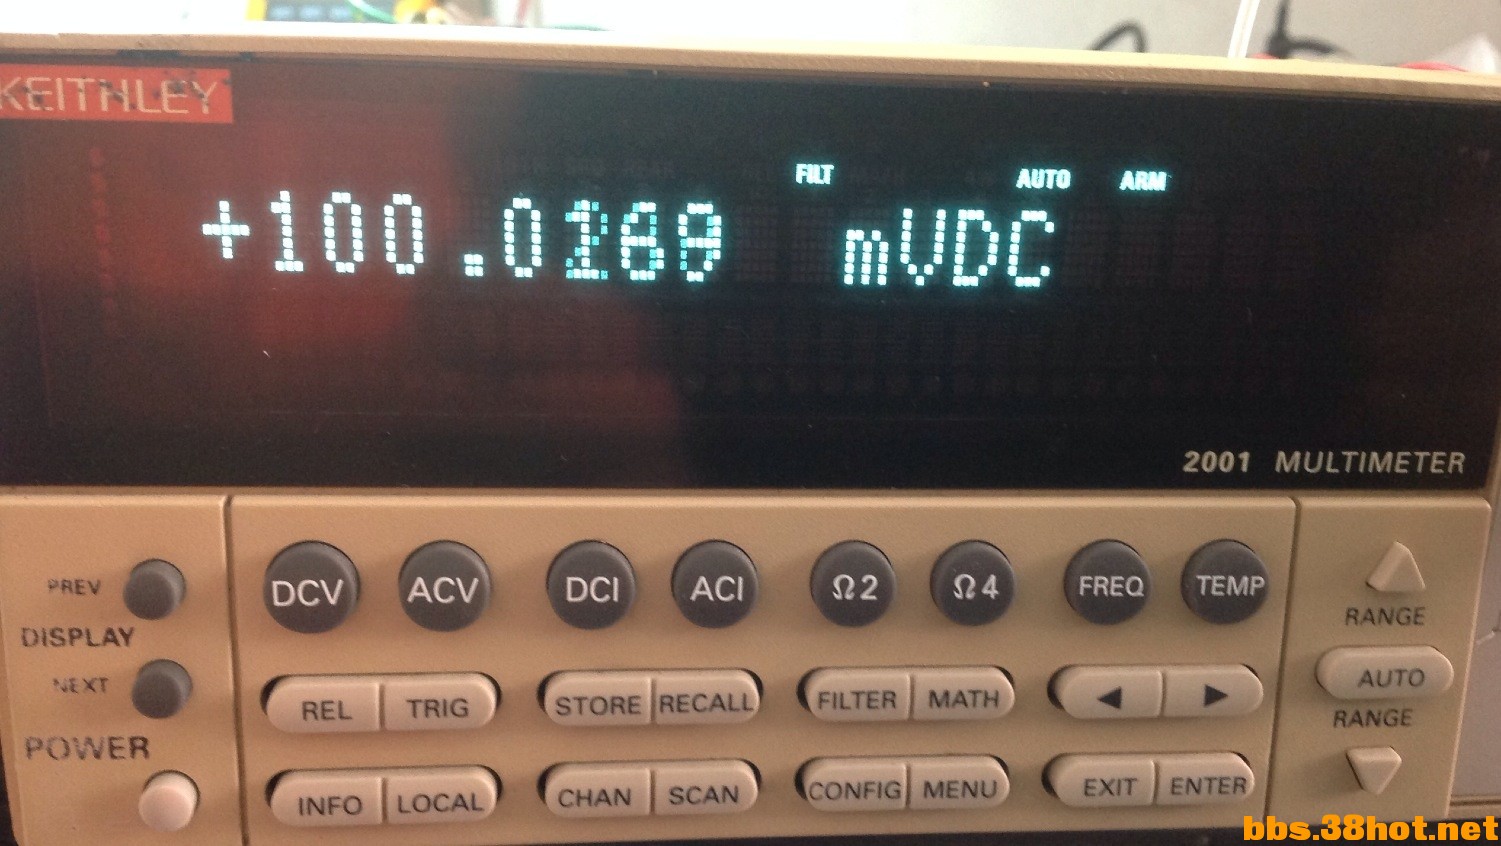 KEITHLEY
FILT AUTO ARM
+100.0269 mVDC
2001 MULTIMETER
DCV ACV DCI ACI Ω2 Ω4 FREQ TEMP
PREV
DISPLAY
NEXT
POWER
REL TRIG STORE RECALL FILTER MATH ◀ ▶
INFO LOCAL CHAN SCAN CONFIG MENU EXIT ENTER
RANGE
AUTO
RANGE
bbs.38hot.net